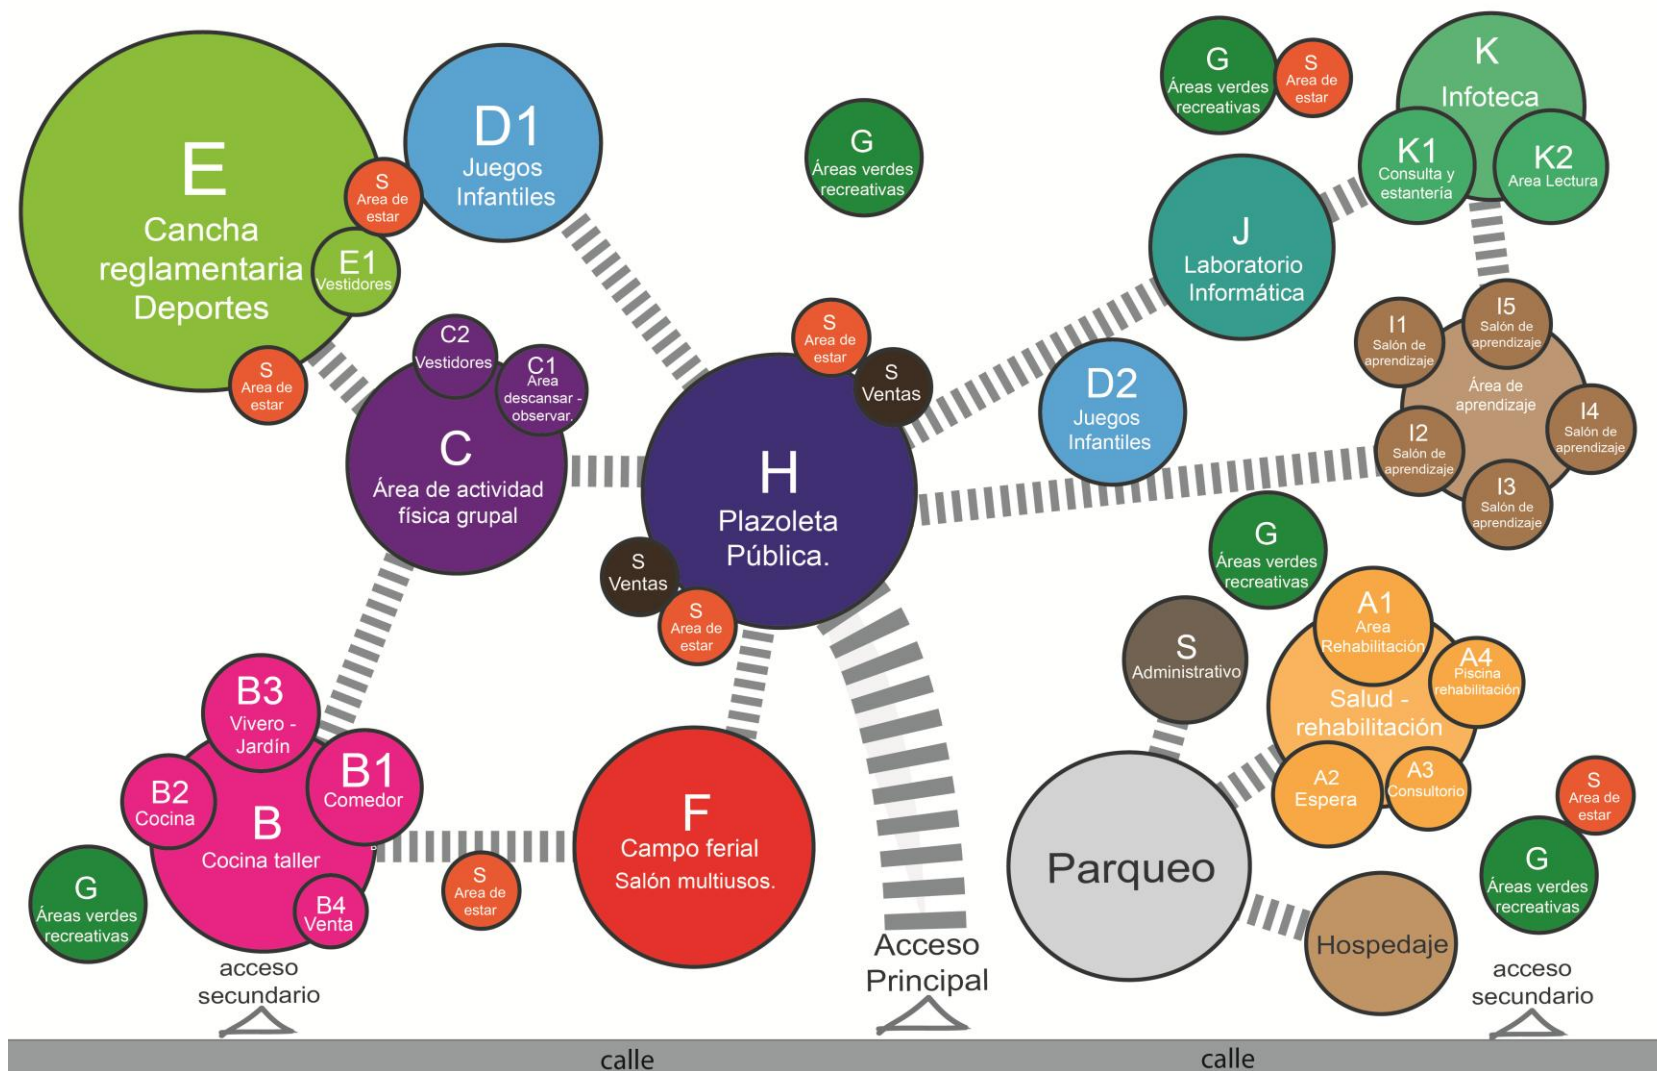 E
Cancha
reglamentaria
Deportes
S
Area de
estar
E1
Vestidores
S
Area de
estar
D1
Juegos
Infantiles
G
Áreas verdes
recreativas
G
Áreas verdes
recreativas
S
Area de
estar
K
Infoteca
K1
Consulta y
estantería
K2
Area Lectura
J
Laboratorio
Informática
C2
Vestidores
C1
Área
descansar -
observar.
C
Área de actividad
física grupal
S
Area de
estar
S
Ventas
H
Plazoleta
Pública.
S
Ventas
S
Area de
estar
D2
Juegos
Infantiles
I1
Salón de
aprendizaje
I5
Salón de
aprendizaje
Área de
aprendizaje
I2
Salón de
aprendizaje
I4
Salón de
aprendizaje
I3
Salón de
aprendizaje
G
Áreas verdes
recreativas
A1
Area
Rehabilitación
A4
Piscina
rehabilitación
Salud -
rehabilitación
A2
Espera
A3
Consultorio
S
Administrativo
B3
Vivero -
Jardín
B2
Cocina
B1
Comedor
B
Cocina taller
B4
Venta
G
Áreas verdes
recreativas
S
Area de
estar
F
Campo ferial
Salón multiusos.
Parqueo
Hospedaje
S
Area de
estar
G
Áreas verdes
recreativas
acceso
secundario
Acceso
Principal
acceso
secundario
calle
calle